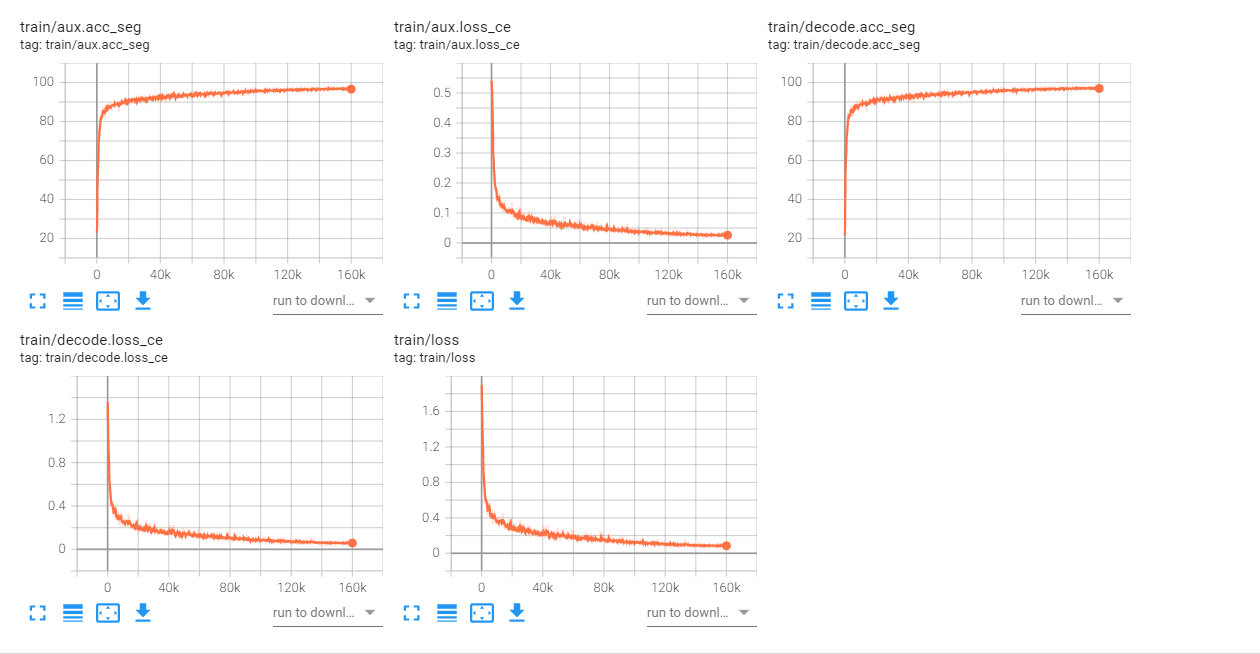 train/aux.acc_seg
tag: train/aux.acc_seg
100
80
60
40
20
0 40k 80k 120k 160k
run to downl...
train/aux.loss_ce
tag: train/aux.loss_ce
0.5
0.4
0.3
0.2
0.1
0
0 40k 80k 120k 160k
run to downl...
train/decode.acc_seg
tag: train/decode.acc_seg
100
80
60
40
20
0 40k 80k 120k 160k
run to downl...
train/decode.loss_ce
tag: train/decode.loss_ce
1.2
0.8
0.4
0
0 40k 80k 120k 160k
run to downl...
train/loss
tag: train/loss
1.6
1.2
0.8
0.4
0
0 40k 80k 120k 160k
run to downl...